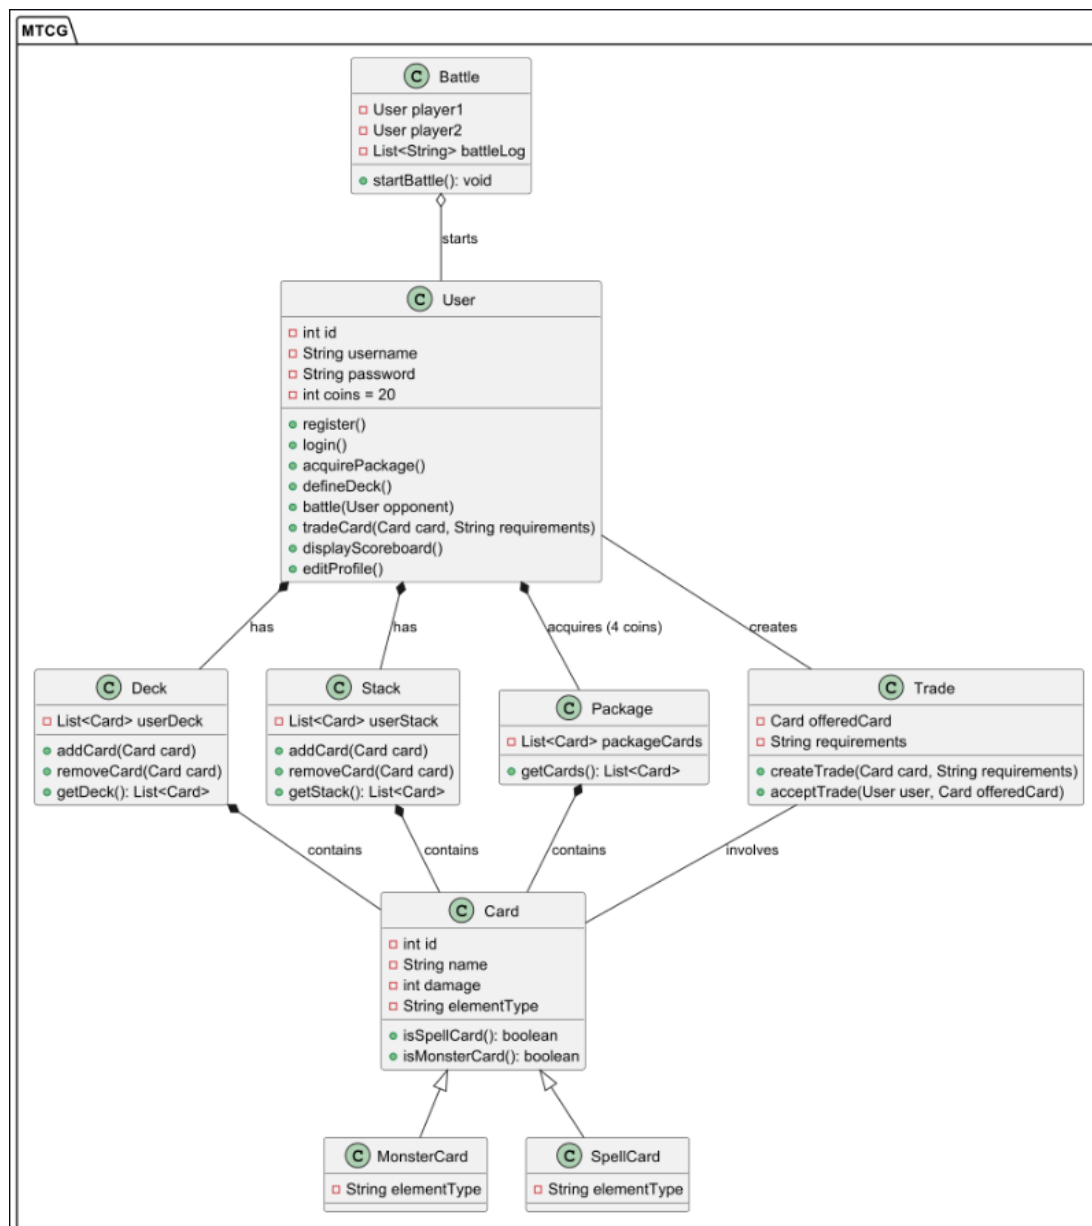 MTCG
C Battle
User player1
User player2
List<String> battleLog
startBattle(): void
starts
C User
int id
String username
String password
int coins = 20
register()
login()
acquirePackage()
defineDeck()
battle(User opponent)
tradeCard(Card card, String requirements)
displayScoreboard()
editProfile()
has
has
acquires (4 coins)
creates
C Deck
List<Card> userDeck
addCard(Card card)
removeCard(Card card)
getDeck(): List<Card>
C Stack
List<Card> userStack
addCard(Card card)
removeCard(Card card)
getStack(): List<Card>
C Package
List<Card> packageCards
getCards(): List<Card>
C Trade
Card offeredCard
String requirements
createTrade(Card card, String requirements)
acceptTrade(User user, Card offeredCard)
contains
contains
contains
involves
C Card
int id
String name
int damage
String elementType
isSpellCard(): boolean
isMonsterCard(): boolean
C MonsterCard
String elementType
C SpellCard
String elementType